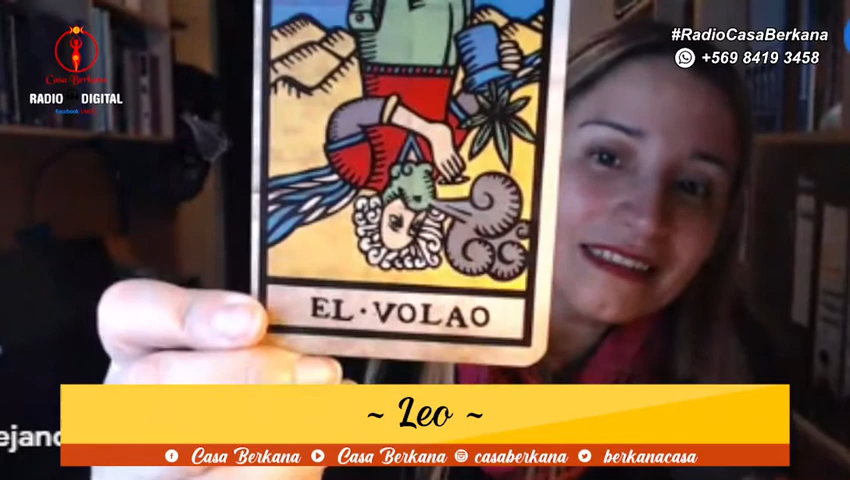 #RadioCasaBerkana
+569 8419 3458
Casa Berkana
RADIO DIGITAL
EL · VOLAO
~ Leo ~
Casa Berkana Casa Berkana casaberkana berkanacasa